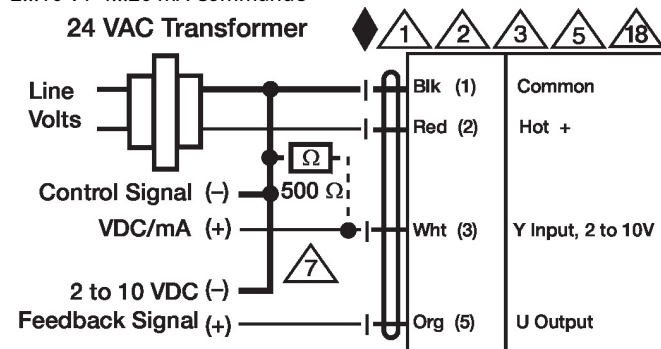 24 VAC Transformer
1 2 3 5 18
Line
Volts
Blk (1) Common
Red (2) Hot +
Ω
500 Ω
Control Signal (–)
VDC/mA (+)
Wht (3) Y Input, 2 to 10V
7
2 to 10 VDC (–)
Feedback Signal (+)
Org (5) U Output